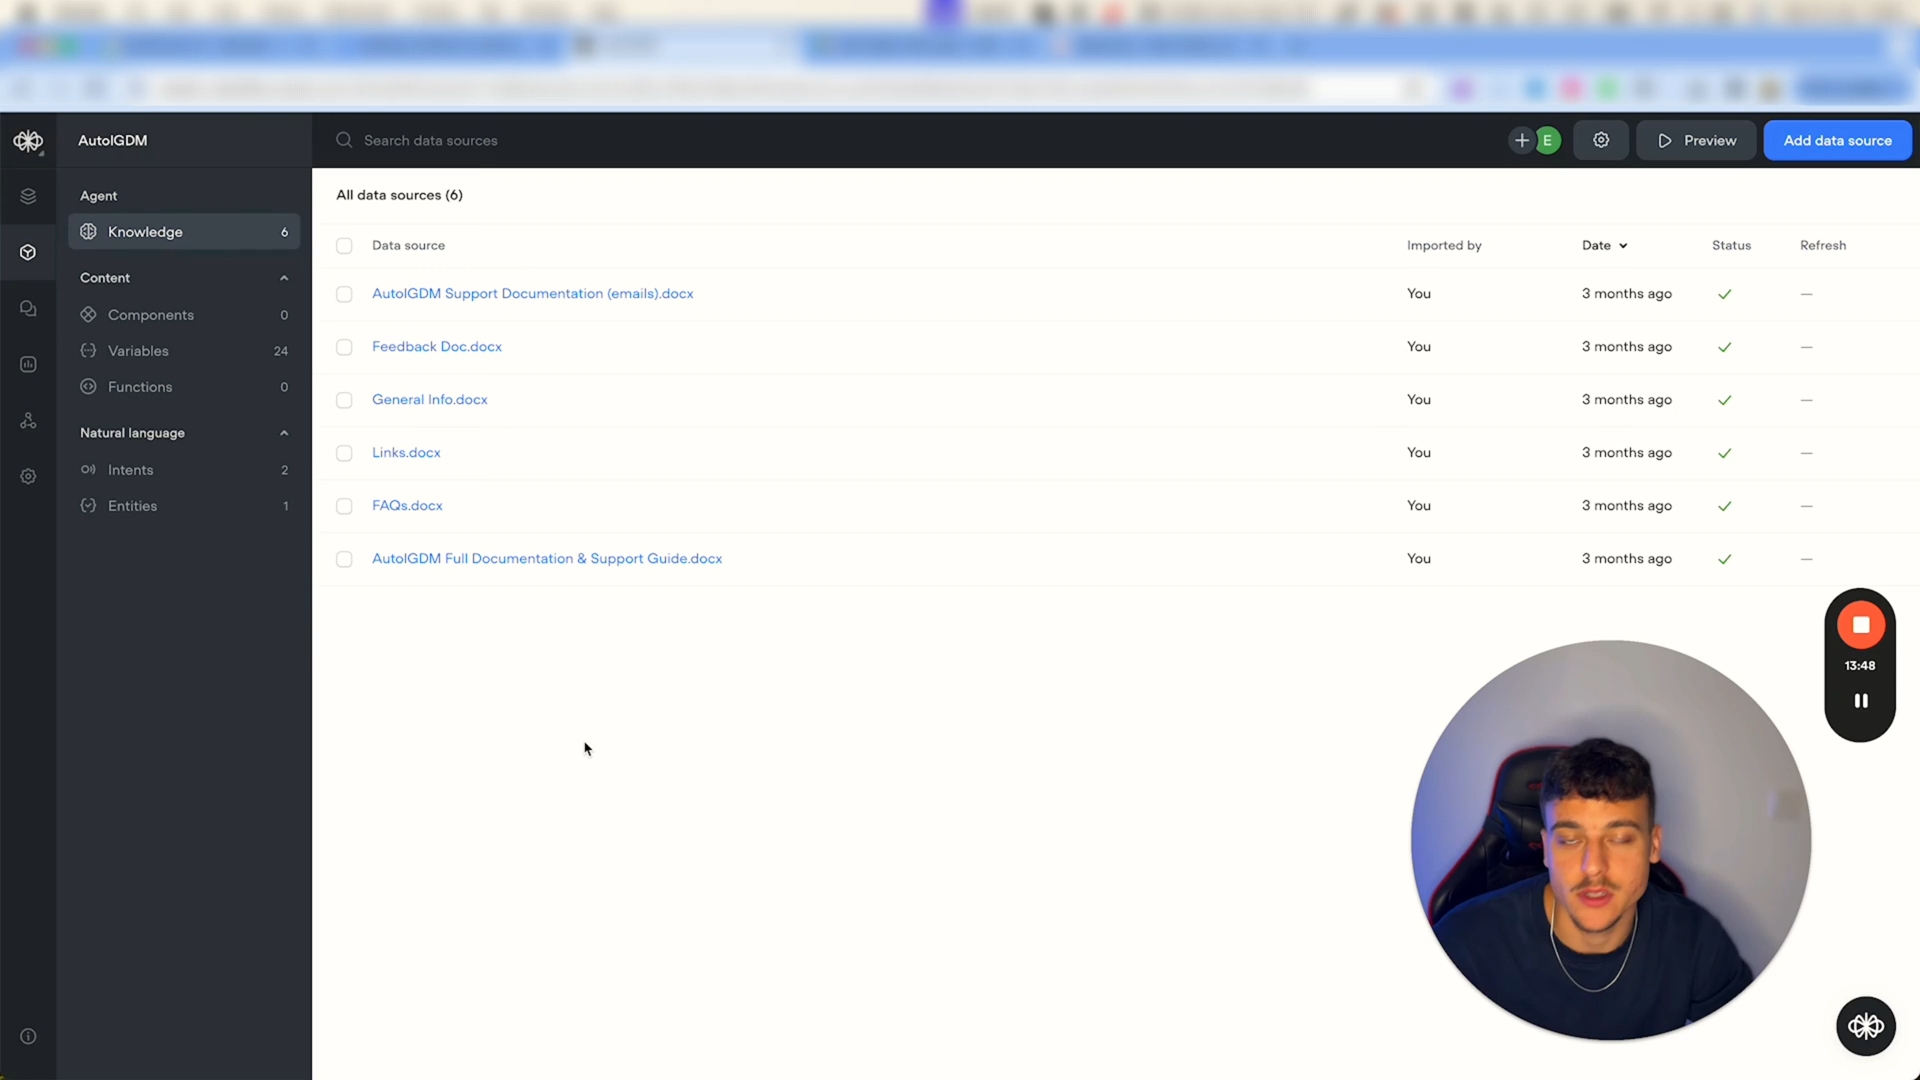 AutoIGDM
Search data sources
E
Preview
Add data source
Agent
Knowledge 6
Content
Components 0
Variables 24
Functions 0
Natural language
Intents 2
Entities 1
All data sources (6)
Data source Imported by Date Status Refresh
AutoIGDM Support Documentation (emails).docx You 3 months ago
Feedback Doc.docx You 3 months ago
General Info.docx You 3 months ago
Links.docx You 3 months ago
FAQs.docx You 3 months ago
AutoIGDM Full Documentation & Support Guide.docx You 3 months ago
13:48